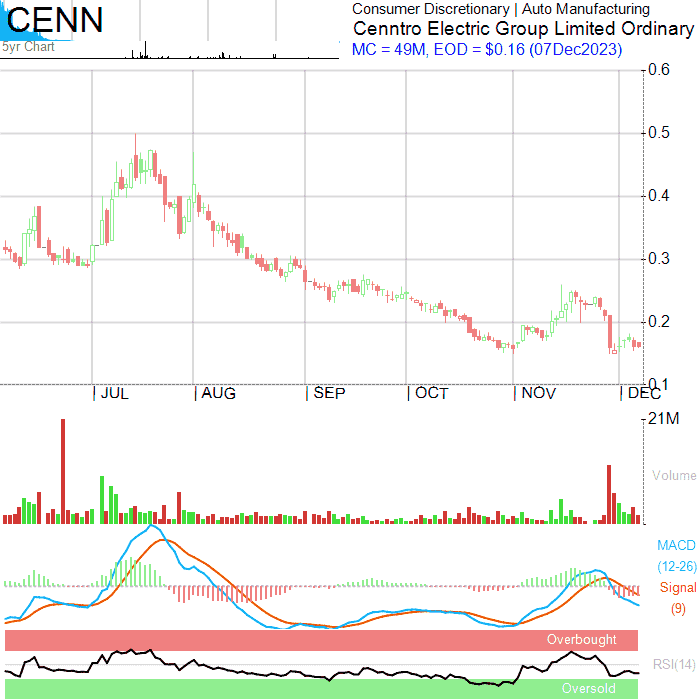 CENN
5yr Chart
Consumer Discretionary | Auto Manufacturing
Cenntro Electric Group Limited Ordinary
MC = 49M, EOD = $0.16 (07Dec2023)
0.6
0.5
0.4
0.3
0.2
0.1
JUL AUG SEP OCT NOV DEC
21M
Volume
MACD
(12-26)
Signal
(9)
Overbought
RSI(14)
Oversold